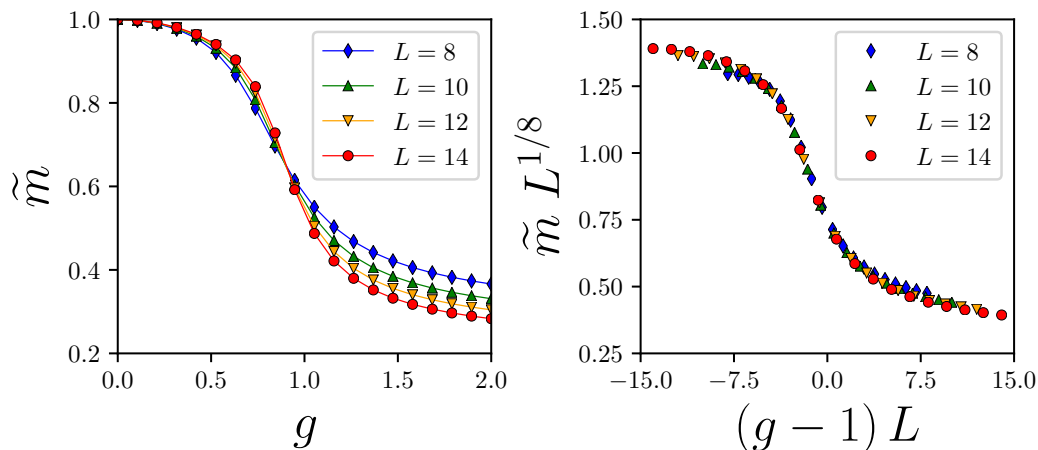 1.0
0.8
0.6
0.4
0.2
m̃
0.0 0.5 1.0 1.5 2.0
g
L = 8
L = 10
L = 12
L = 14
1.50
1.25
1.00
0.75
0.50
0.25
m̃ L^{1/8}
−15.0 −7.5 0.0 7.5 15.0
(g − 1) L
L = 8
L = 10
L = 12
L = 14